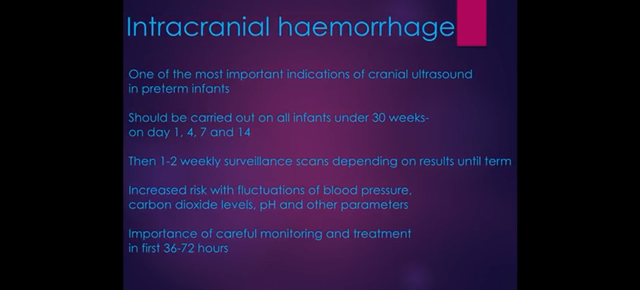 Intracranial haemorrhage
One of the most important indications of cranial ultrasound
in preterm infants
Should be carried out on all infants under 30 weeks-
on day 1, 4, 7 and 14
Then 1-2 weekly surveillance scans depending on results until term
Increased risk with fluctuations of blood pressure,
carbon dioxide levels, pH and other parameters
Importance of careful monitoring and treatment
in first 36-72 hours